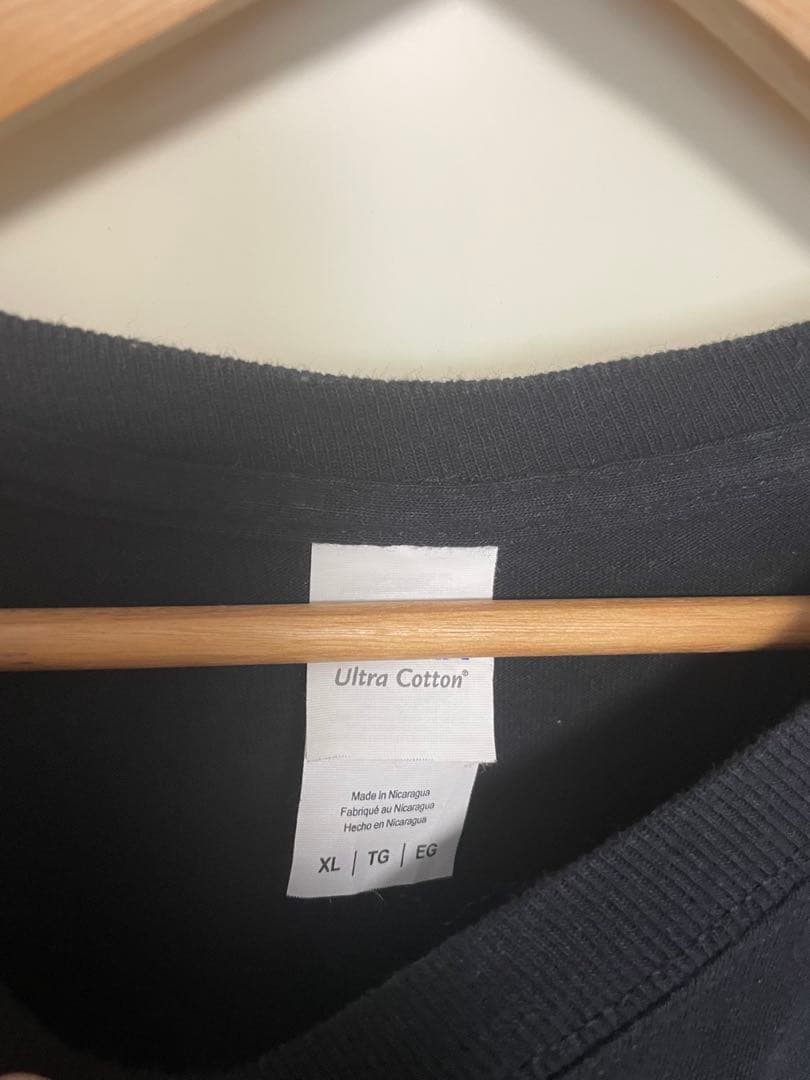 Ultra Cotton®
Made in Nicaragua
Fabriqué au Nicaragua
Hecho en Nicaragua
XL | TG | EG